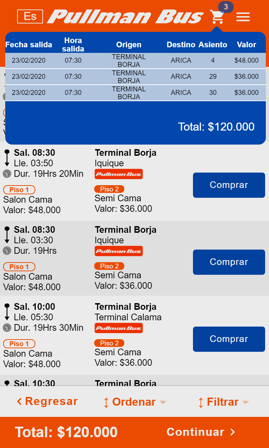 Es Pullman Bus 3
Fecha salida Hora salida Origen Destino Asiento Valor
23/02/2020 07:30 TERMINAL BORJA ARICA 4 $48.000
23/02/2020 07:30 TERMINAL BORJA ARICA 29 $36.000
23/02/2020 07:30 TERMINAL BORJA ARICA 30 $36.000
Total: $120.000
Sal. 08:30 Terminal Borja
Lle. 03:50 Iquique
Dur. 19Hrs 20Min Pullman Bus
Piso 1 Piso 2
Salon Cama Semi Cama
Valor: $48.000 Valor: $36.000
Comprar
Sal. 08:30 Terminal Borja
Lle. 03:30 Iquique
Dur. 19Hrs Pullman Bus
Piso 1 Piso 2
Salon Cama Semi Cama
Valor: $48.000 Valor: $36.000
Comprar
Sal. 10:00 Terminal Borja
Lle. 05:30 Terminal Calama
Dur. 19Hrs 30Min Pullman Bus
Piso 1 Piso 2
Salon Cama Semi Cama
Valor: $48.000 Valor: $36.000
Comprar
Sal. 10:30 Terminal Borja
Regresar Ordenar Filtrar
Total: $120.000 Continuar